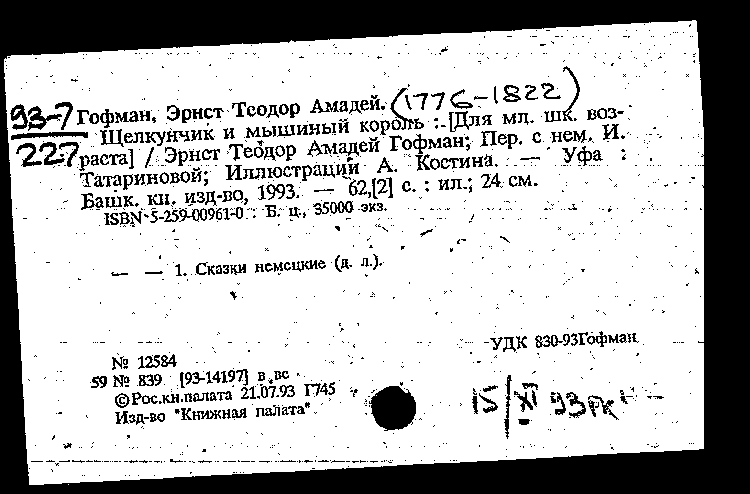 93-7 Гофман, Эрнст Теодор Амадей. (1776-1822)
Щелкунчик и мышиный король : [Для мл. шк. воз-
227 раста] / Эрнст Теодор Амадей Гофман; Пер. с нем. И.
Татариновой; Иллюстраций А. Костина. — Уфа :
Башк. кн. изд-во, 1993. — 62,[2] с. : ил.; 24 см.
ISBN 5-259-00961-0 : Б. ц., 35000 экз.
— — 1. Сказки немецкие (д. л.).
УДК 830-93Гофман
№ 12584
59 № 839 [93-14197] в вс
©Рос.кн.палата 21.07.93 Г745
Изд-во "Книжная палата"
15/XI 93РК